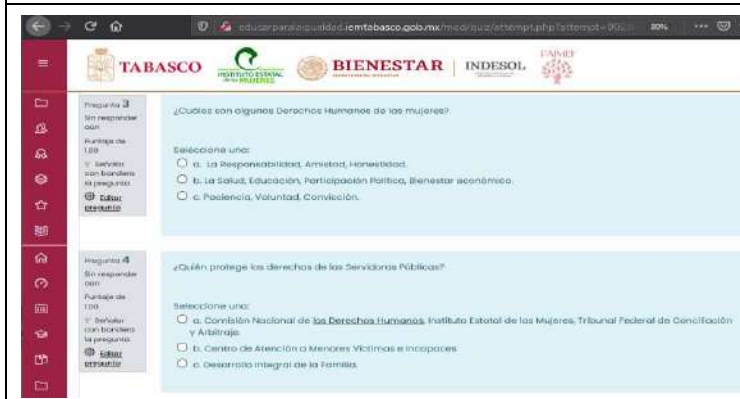 educarparalaigualdad.iemtabasco.gob.mx/mod/quiz/attempt.php?attempt=902
80%
TABASCO
INSTITUTO ESTATAL
de las MUJERES
BIENESTAR
INDESOL
PAIMEF
Pregunta 3
Sin responder
aún
Puntaje de
1.00
Señalar
con bandera
la pregunta
Editar
pregunta
¿Cuáles son algunos Derechos Humanos de las mujeres?
Seleccione una:
a. La Responsabilidad, Amistad, Honestidad.
b. La Salud, Educación, Participación Política, Bienestar económico.
c. Paciencia, Voluntad, Convicción.
Pregunta 4
Sin responder
aún
Puntaje de
1.00
Señalar
con bandera
la pregunta
Editar
pregunta
¿Quién protege los derechos de las Servidoras Públicas?
Seleccione una:
a. Comisión Nacional de los Derechos Humanos, Instituto Estatal de las Mujeres, Tribunal Federal de Conciliación
y Arbitraje.
b. Centro de Atención a Menores Víctimas e Incapaces
c. Desarrollo Integral de la Familia.